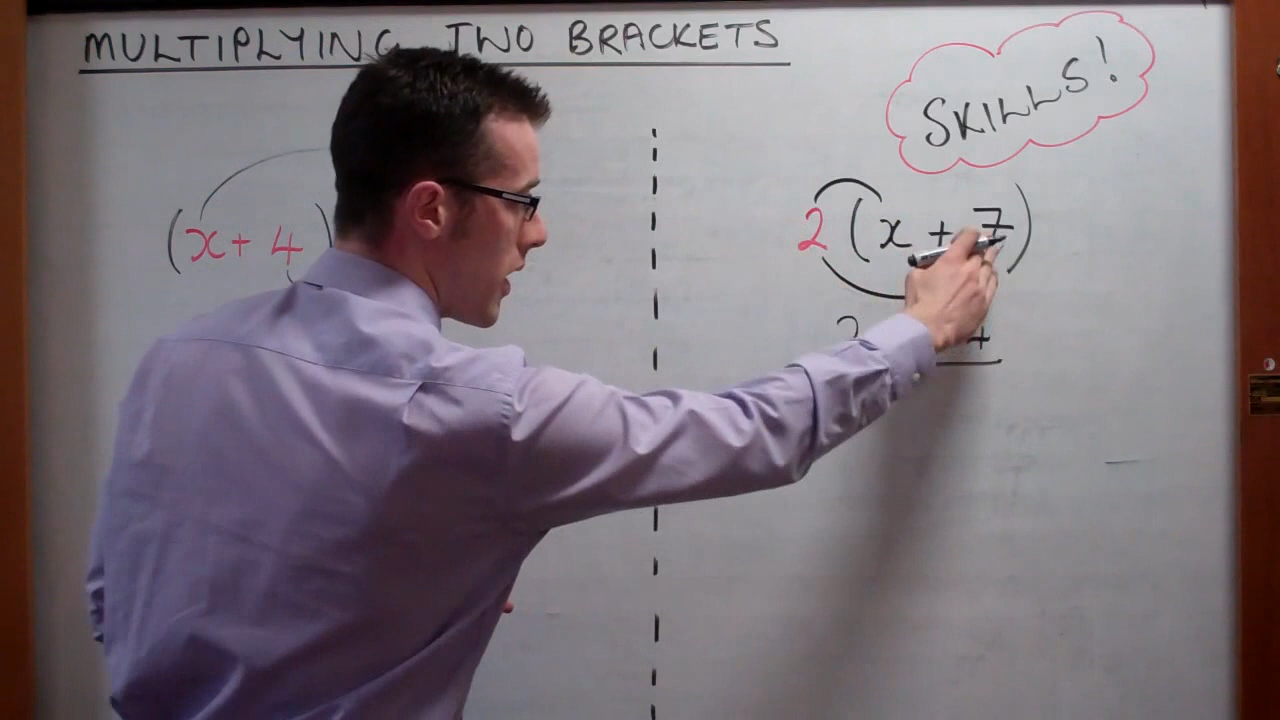 MULTIPLYING TWO BRACKETS
SKILLS!
(x + 4)
2(x + 7)